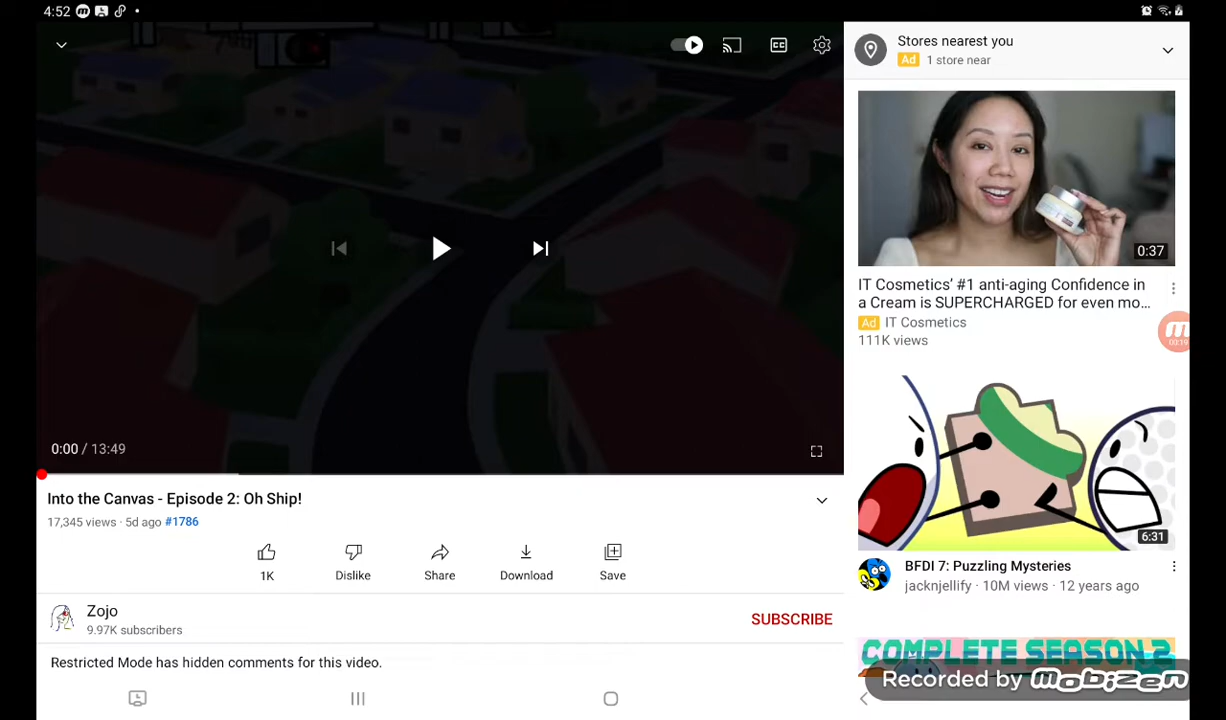 4:52
Stores nearest you
Ad 1 store near
0:37
IT Cosmetics' #1 anti-aging Confidence in
a Cream is SUPERCHARGED for even mo...
Ad IT Cosmetics
111K views
00:19
0:00 / 13:49
Into the Canvas - Episode 2: Oh Ship!
17,345 views · 5d ago #1786
1K
Dislike
Share
Download
Save
Zojo
9.97K subscribers
SUBSCRIBE
Restricted Mode has hidden comments for this video.
6:31
BFDI 7: Puzzling Mysteries
jacknjellify · 10M views · 12 years ago
COMPLETE SEASON 2
Recorded by mobizen
CC